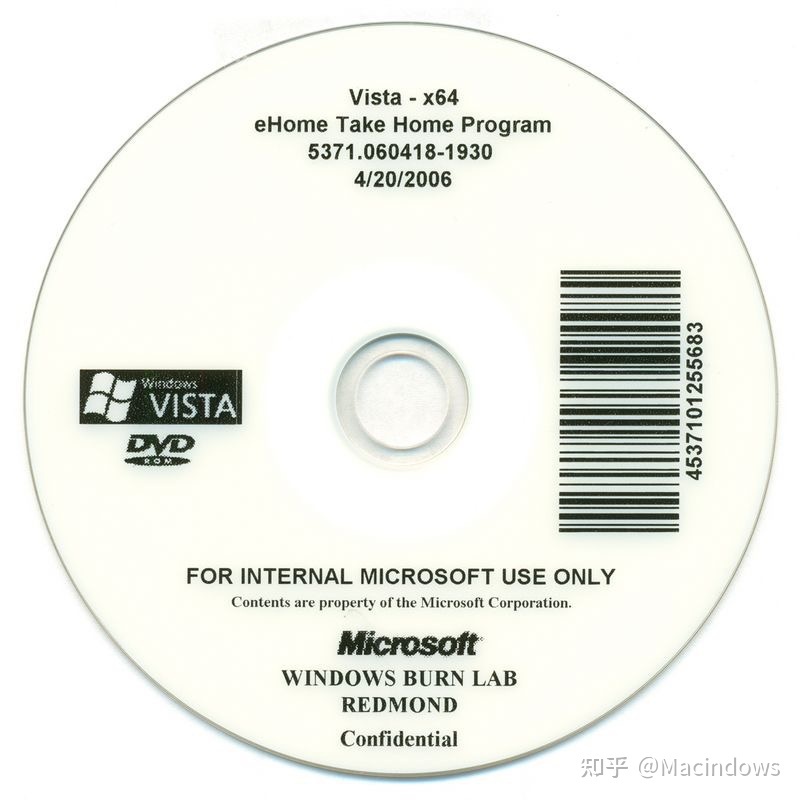 Vista - x64
eHome Take Home Program
5371.060418-1930
4/20/2006
4537101255683
Windows
VISTA
DVD
ROM
FOR INTERNAL MICROSOFT USE ONLY
Contents are property of the Microsoft Corporation.
Microsoft
WINDOWS BURN LAB
REDMOND
Confidential
知乎 @Macindows